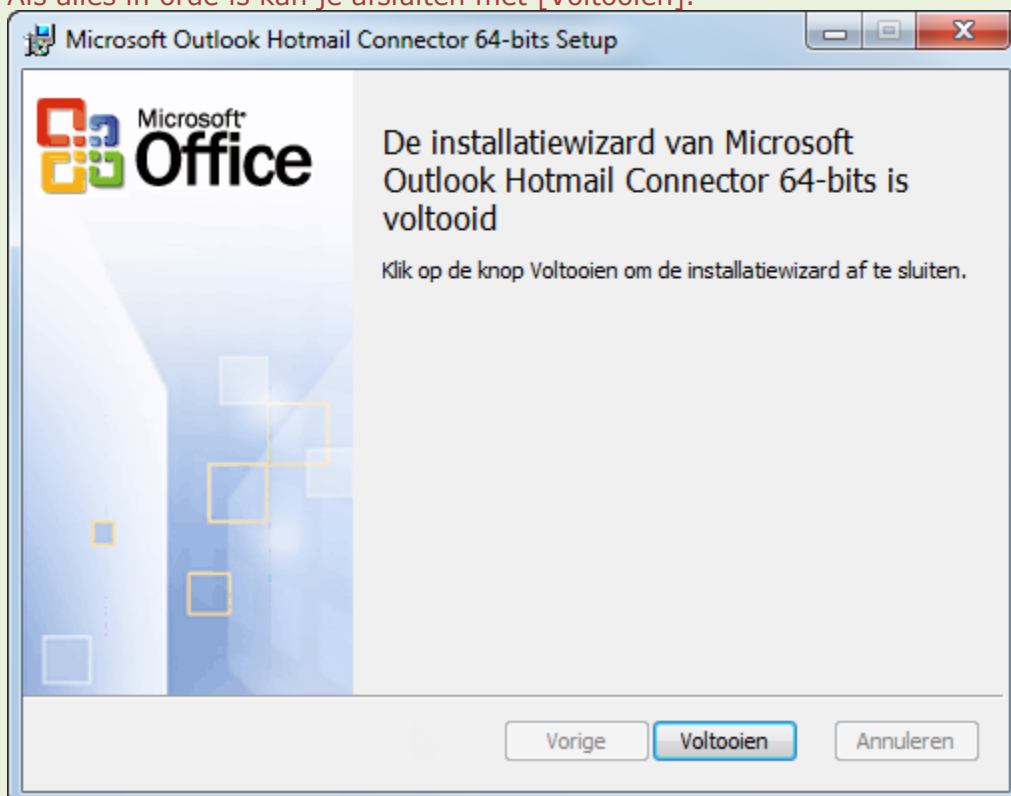 Als alles in orde is kan je afsluiten met [Voltooien].
Microsoft Outlook Hotmail Connector 64-bits Setup
Microsoft
Office
De installatiewizard van Microsoft
Outlook Hotmail Connector 64-bits is
voltooid
Klik op de knop Voltooien om de installatiewizard af te sluiten.
Vorige
Voltooien
Annuleren